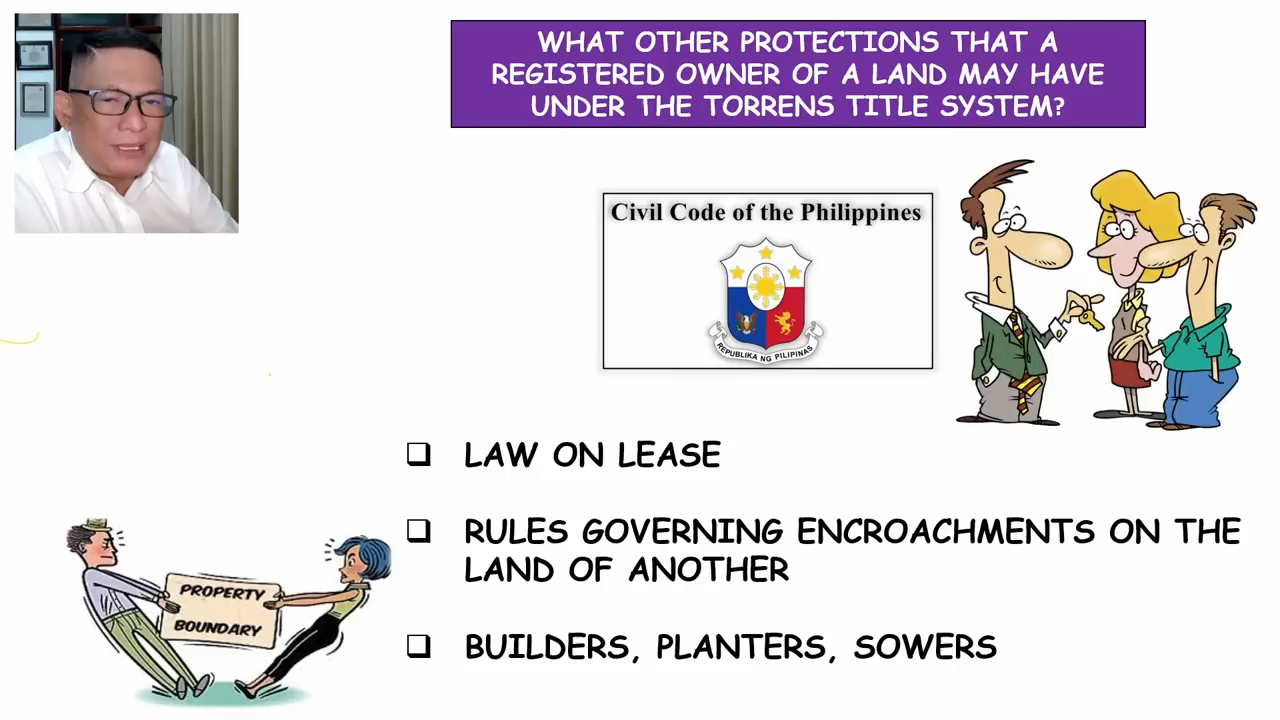 WHAT OTHER PROTECTIONS THAT A
REGISTERED OWNER OF A LAND MAY HAVE
UNDER THE TORRENS TITLE SYSTEM?
Civil Code of the Philippines
REPUBLIKA NG PILIPINAS
LAW ON LEASE
RULES GOVERNING ENCROACHMENTS ON THE
LAND OF ANOTHER
BUILDERS, PLANTERS, SOWERS
PROPERTY
BOUNDARY